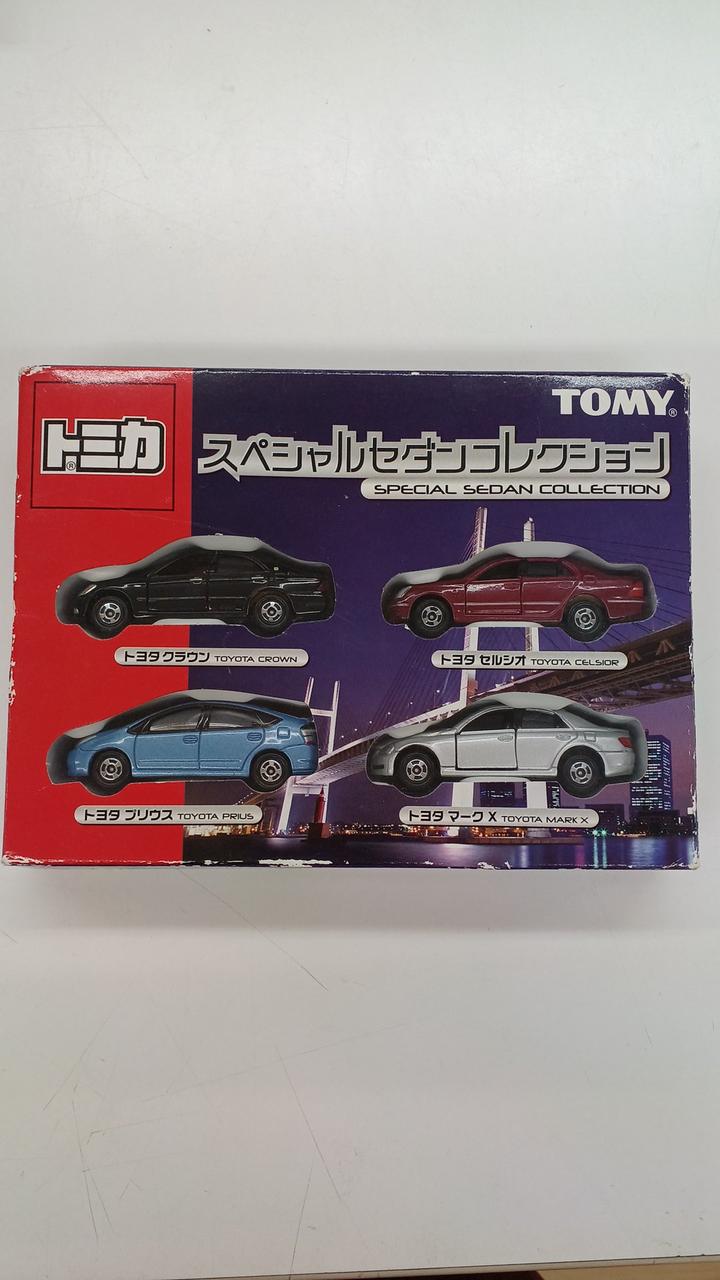 TOMY®
トミカ®
スペシャルセダンコレクション
SPECIAL SEDAN COLLECTION
トヨタ クラウン TOYOTA CROWN
トヨタ セルシオ TOYOTA CELSIOR
トヨタ プリウス TOYOTA PRIUS
トヨタ マーク X TOYOTA MARK X